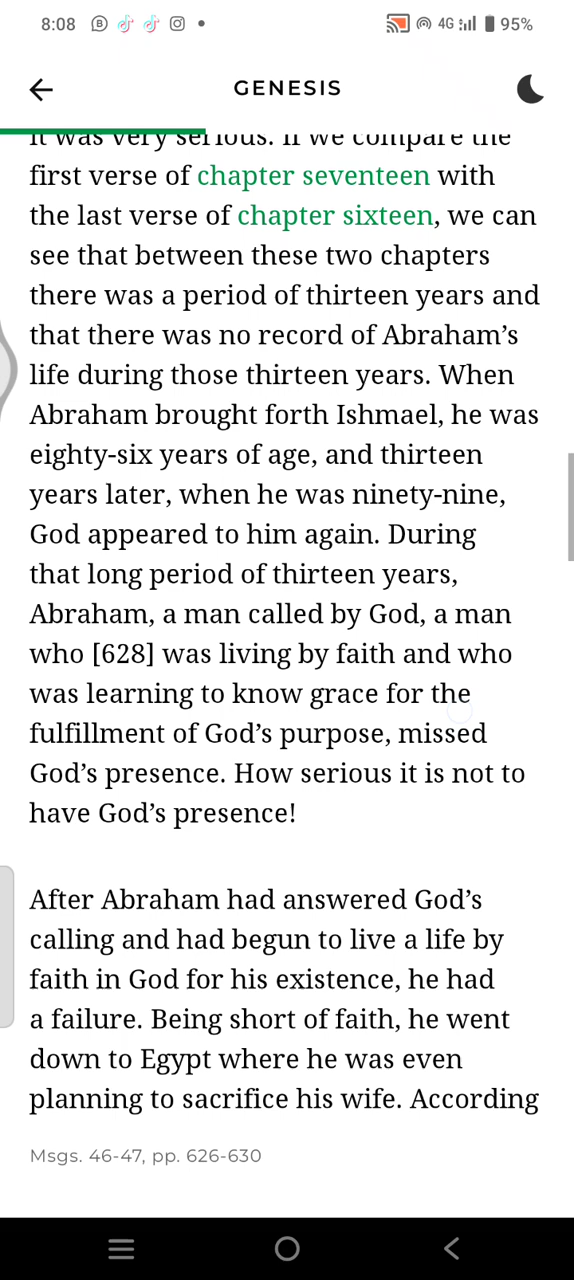 8:08
4G
95%
GENESIS
it was very serious. If we compare the
first verse of chapter seventeen with
the last verse of chapter sixteen, we can
see that between these two chapters
there was a period of thirteen years and
that there was no record of Abraham’s
life during those thirteen years. When
Abraham brought forth Ishmael, he was
eighty-six years of age, and thirteen
years later, when he was ninety-nine,
God appeared to him again. During
that long period of thirteen years,
Abraham, a man called by God, a man
who [628] was living by faith and who
was learning to know grace for the
fulfillment of God’s purpose, missed
God’s presence. How serious it is not to
have God’s presence!
After Abraham had answered God’s
calling and had begun to live a life by
faith in God for his existence, he had
a failure. Being short of faith, he went
down to Egypt where he was even
planning to sacrifice his wife. According
Msgs. 46-47, pp. 626-630